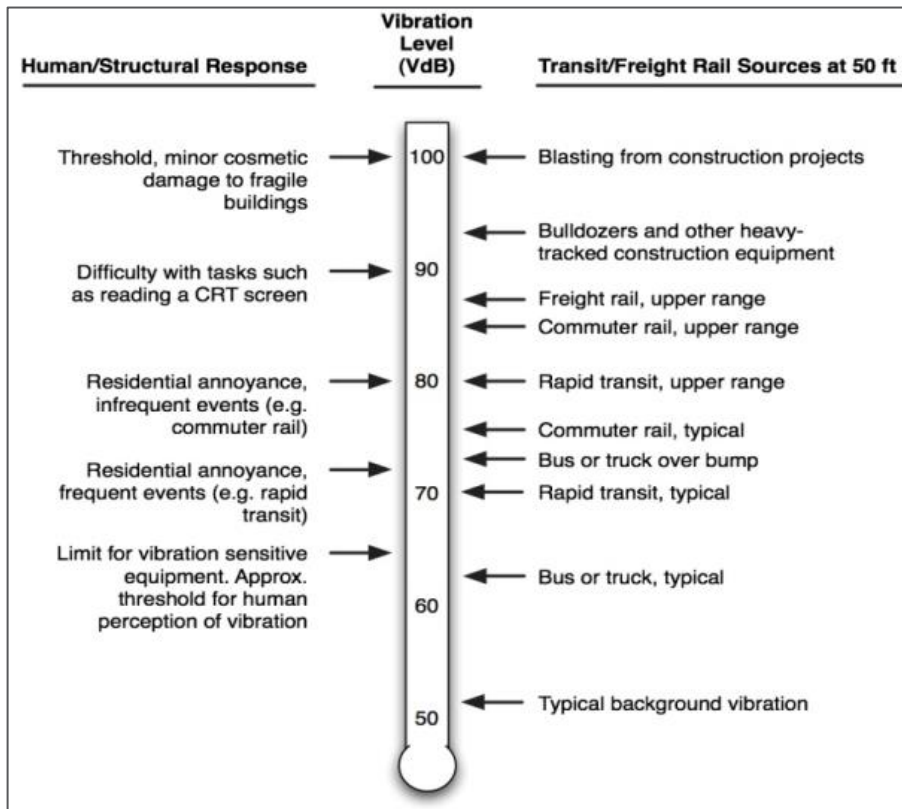 Human/Structural Response
Vibration
Level
(VdB)
Transit/Freight Rail Sources at 50 ft
Threshold, minor cosmetic
damage to fragile
buildings
100
Blasting from construction projects
Bulldozers and other heavy-
tracked construction equipment
Difficulty with tasks such
as reading a CRT screen
90
Freight rail, upper range
Commuter rail, upper range
Residential annoyance,
infrequent events (e.g.
commuter rail)
80
Rapid transit, upper range
Commuter rail, typical
Bus or truck over bump
Residential annoyance,
frequent events (e.g. rapid
transit)
70
Rapid transit, typical
Limit for vibration sensitive
equipment. Approx.
threshold for human
perception of vibration
Bus or truck, typical
60
Typical background vibration
50